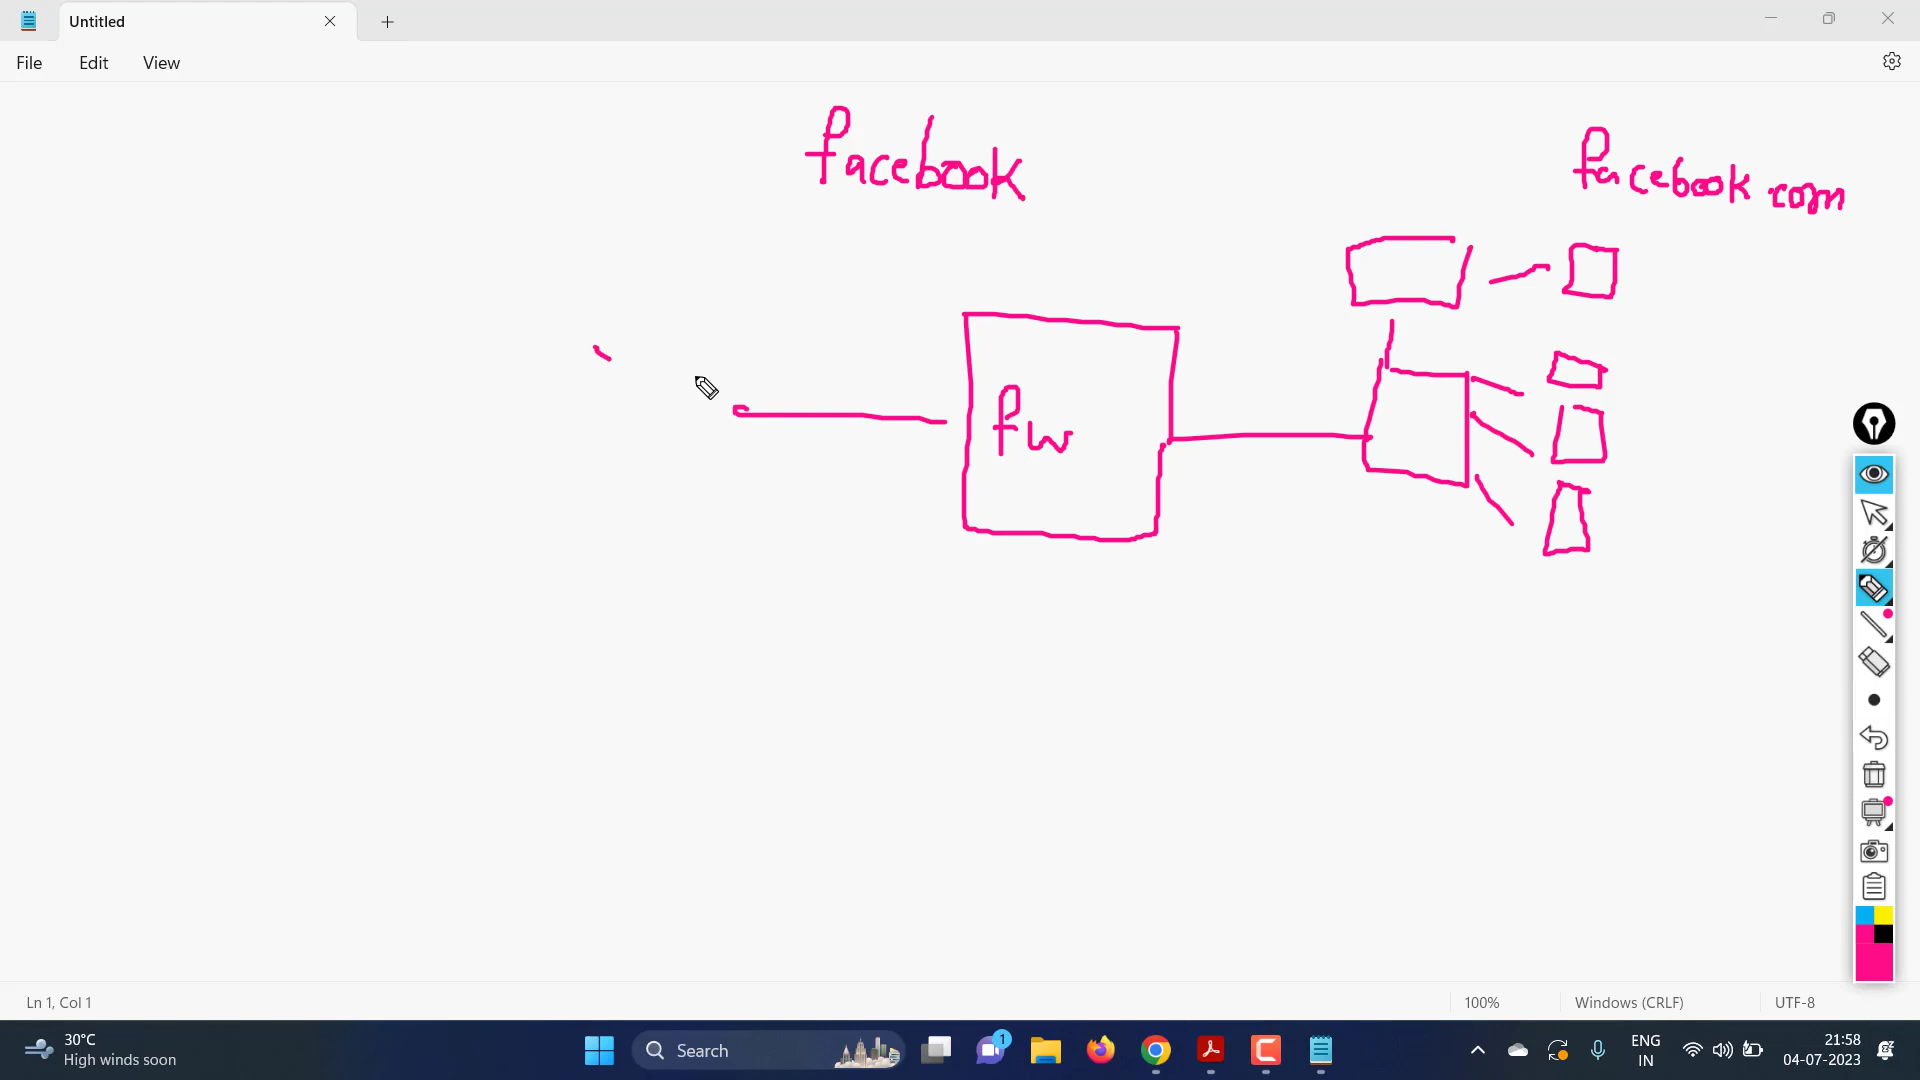 Untitled
File Edit View
facebook
facebook com
fw
Ln 1, Col 1
100%
Windows (CRLF)
UTF-8
30°C
High winds soon
Search
1
ENG
IN
21:58
04-07-2023